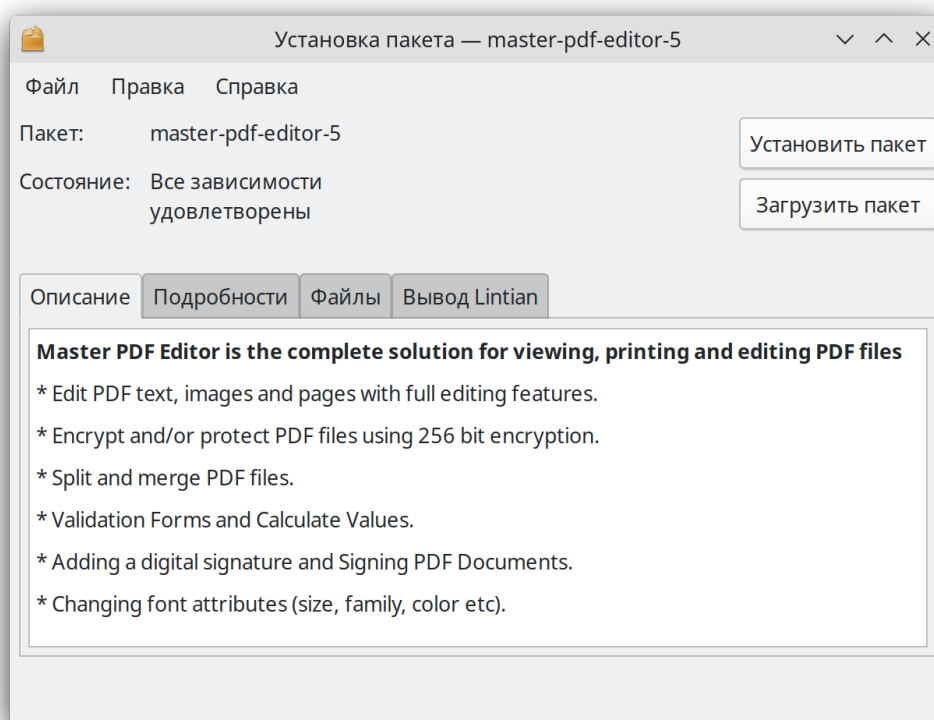 Установка пакета — master-pdf-editor-5
Файл Правка Справка
Пакет: master-pdf-editor-5
Установить пакет
Состояние: Все зависимости
удовлетворены
Загрузить пакет
Описание Подробности Файлы Вывод Lintian
Master PDF Editor is the complete solution for viewing, printing and editing PDF files
* Edit PDF text, images and pages with full editing features.
* Encrypt and/or protect PDF files using 256 bit encryption.
* Split and merge PDF files.
* Validation Forms and Calculate Values.
* Adding a digital signature and Signing PDF Documents.
* Changing font attributes (size, family, color etc).